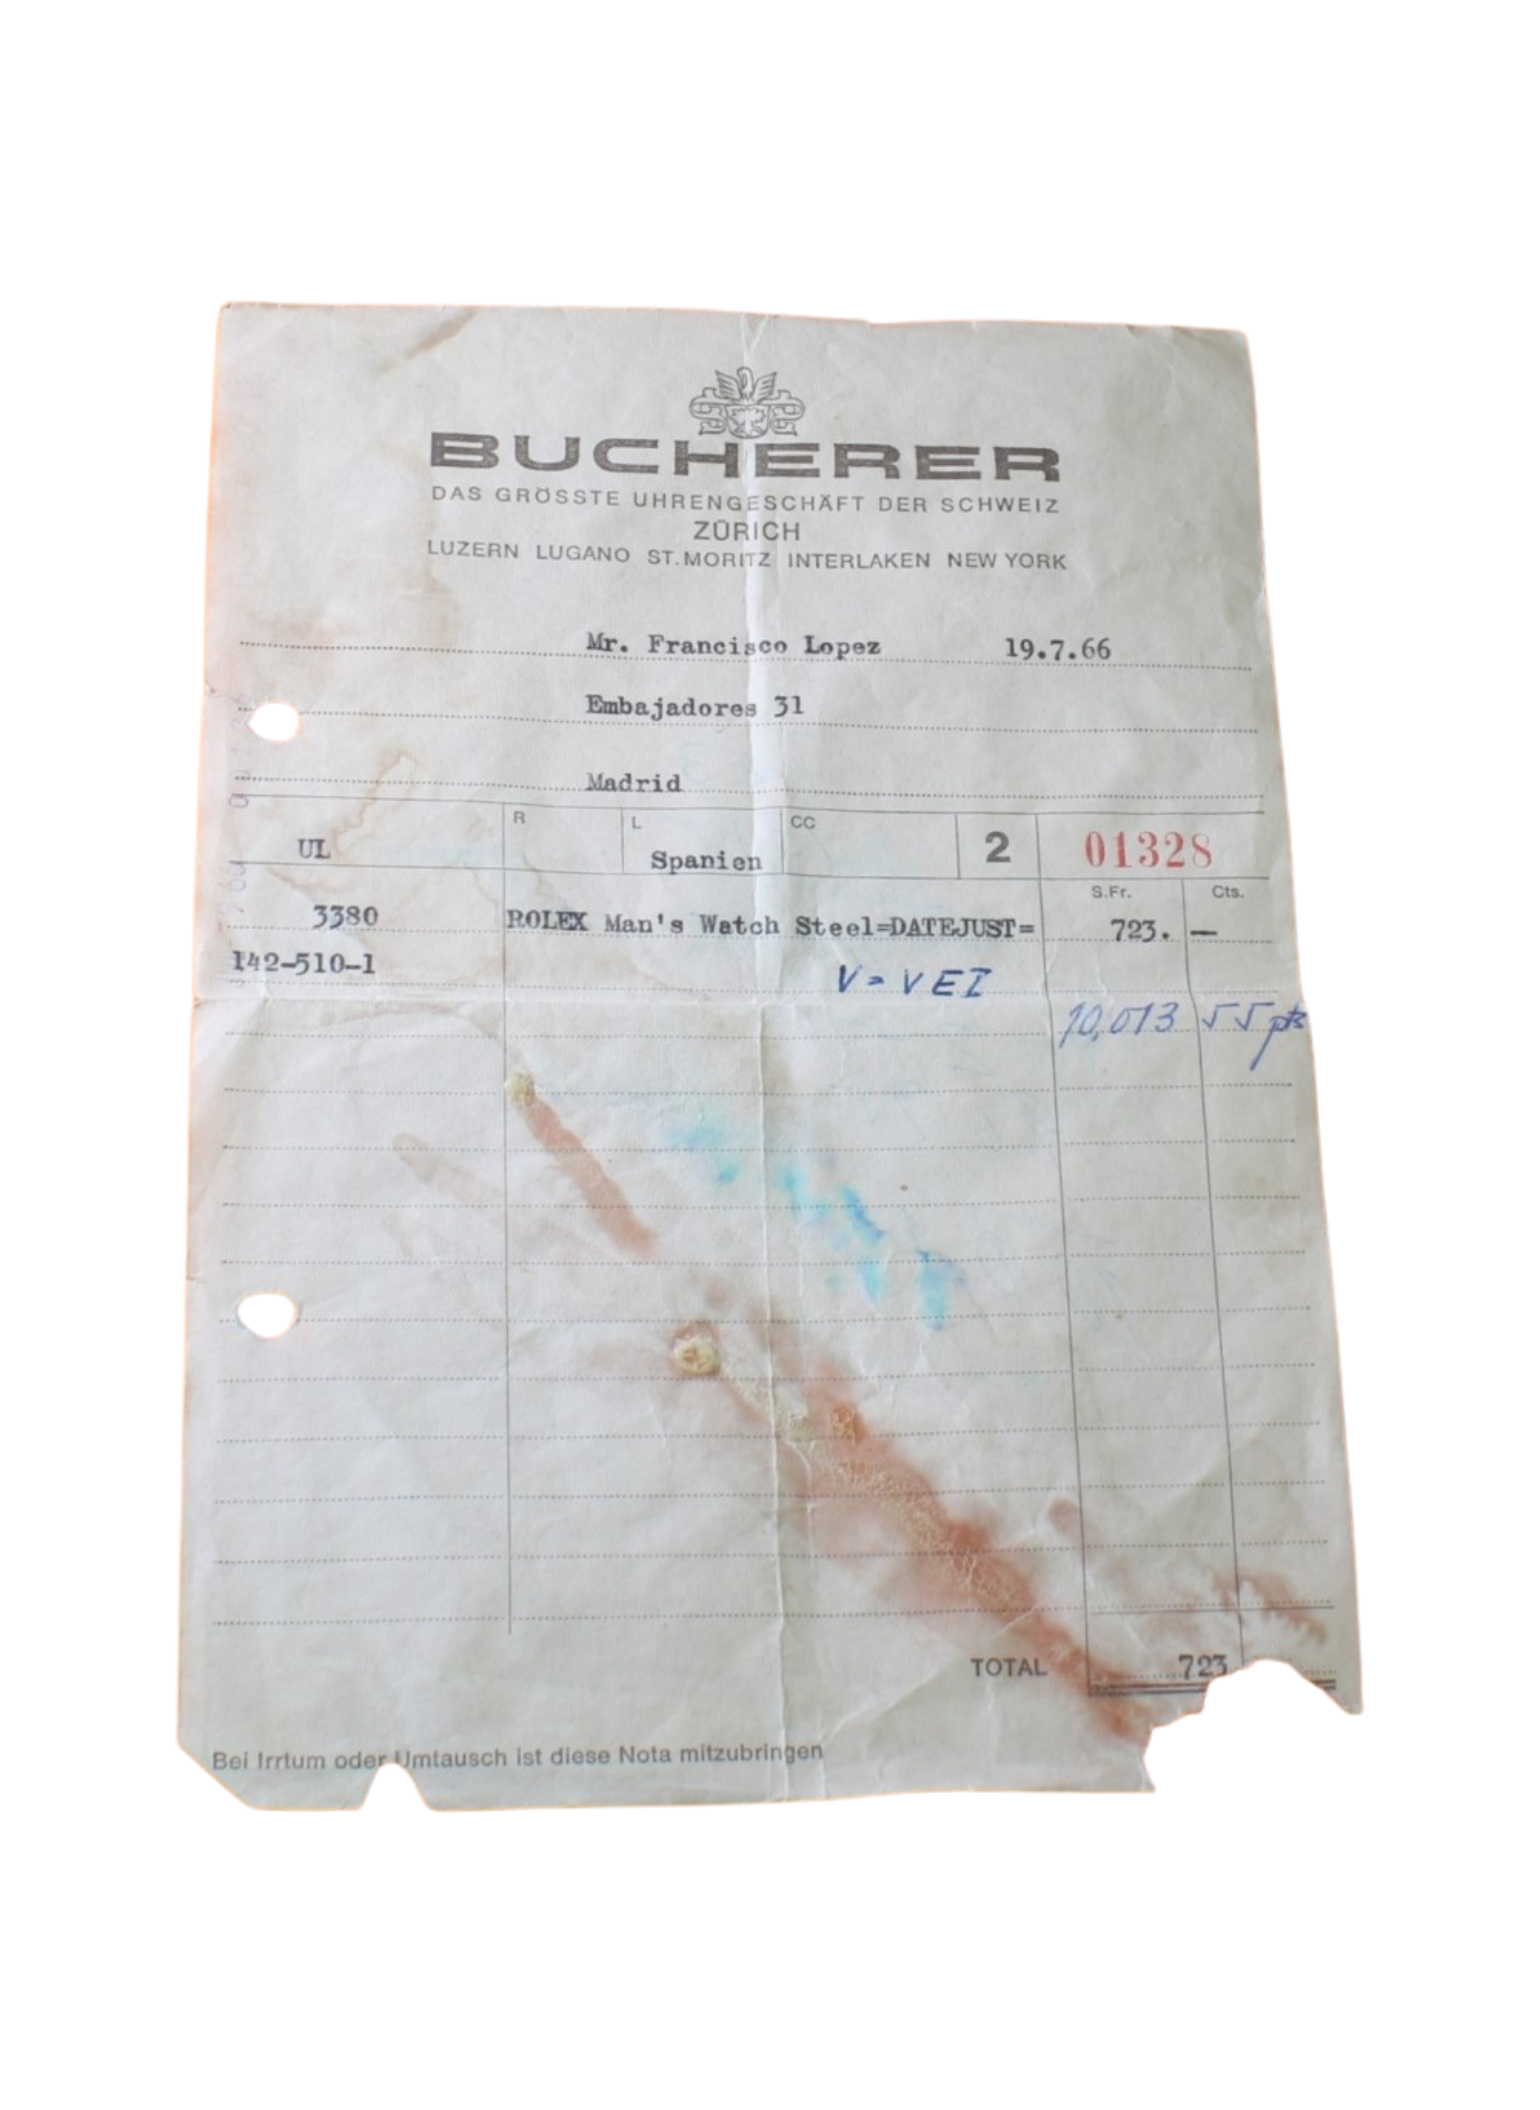 BUCHERER
DAS GRÖSSTE UHRENGESCHÄFT DER SCHWEIZ
ZÜRICH
LUZERN LUGANO ST. MORITZ INTERLAKEN NEW YORK
Mr. Francisco Lopez 19.7.66
Embajadores 31
Madrid
R L CC
UL Spanien 2 01328
S.Fr. Cts.
3380 ROLEX Man's Watch Steel=DATEJUST= 723. —
142-510-1
10,013 55 pts
TOTAL 723
Bei Irrtum oder Umtausch ist diese Nota mitzubringen